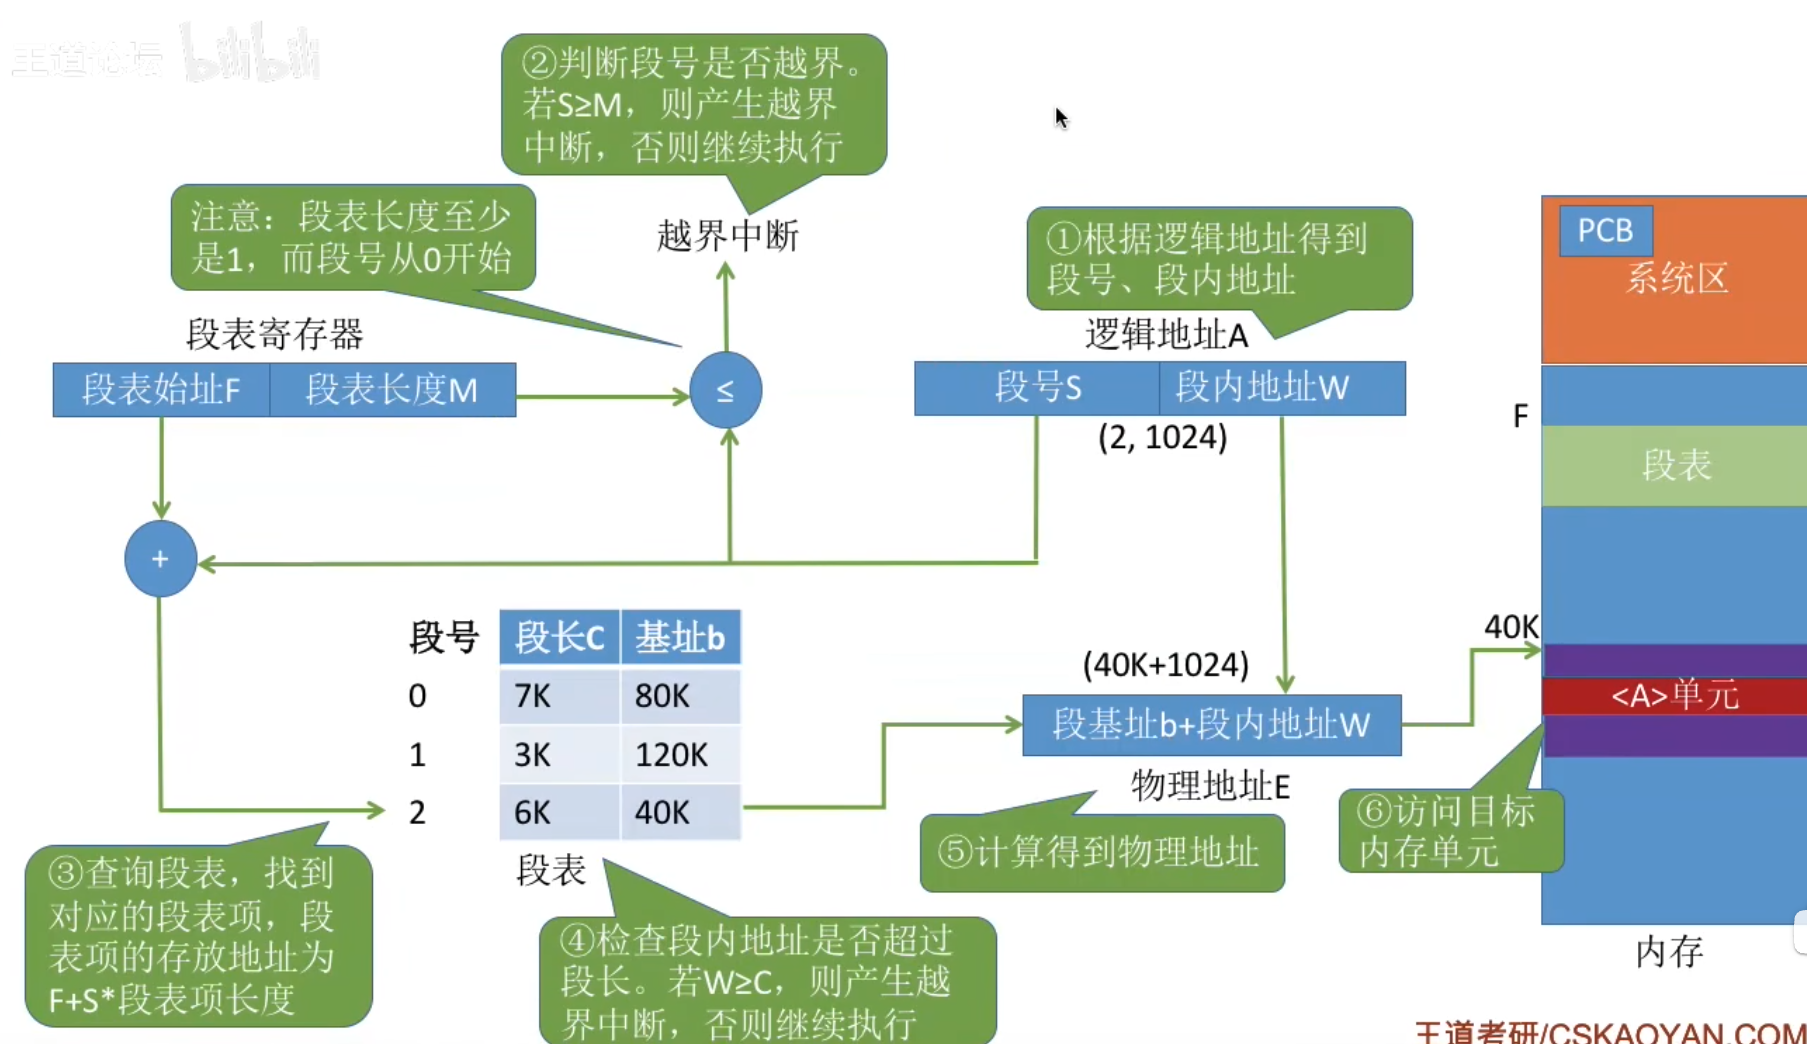 王道论坛 bilibili
②判断段号是否越界。
若S≥M，则产生越界
中断，否则继续执行
注意：段表长度至少
是1，而段号从0开始
越界中断
①根据逻辑地址得到
段号、段内地址
PCB
系统区
段表寄存器
逻辑地址A
段表始址F 段表长度M
≤
段号S 段内地址W
(2, 1024)
F
段表
+
段号 段长C 基址b
0 7K 80K
1 3K 120K
2 6K 40K
段表
(40K+1024)
段基址b+段内地址W
物理地址E
40K
<A>单元
③查询段表，找到
对应的段表项，段
表项的存放地址为
F+S*段表项长度
④检查段内地址是否超过
段长。若W≥C，则产生越
界中断，否则继续执行
⑤计算得到物理地址
⑥访问目标
内存单元
内存
王道考研/CSKAOYAN.COM